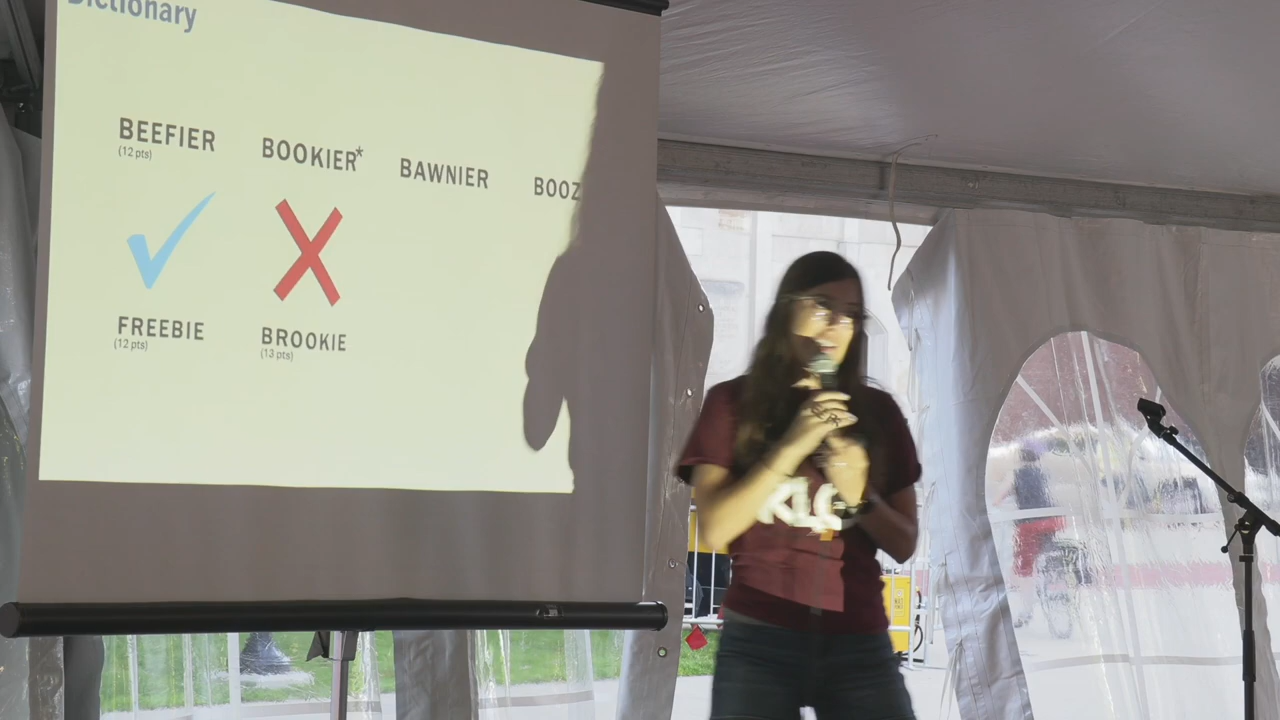 Dictionary
BEEFIER
(12 pts)
BOOKIER*
BAWNIER
BOOZ
FREEBIE
(12 pts)
BROOKIE
(13 pts)